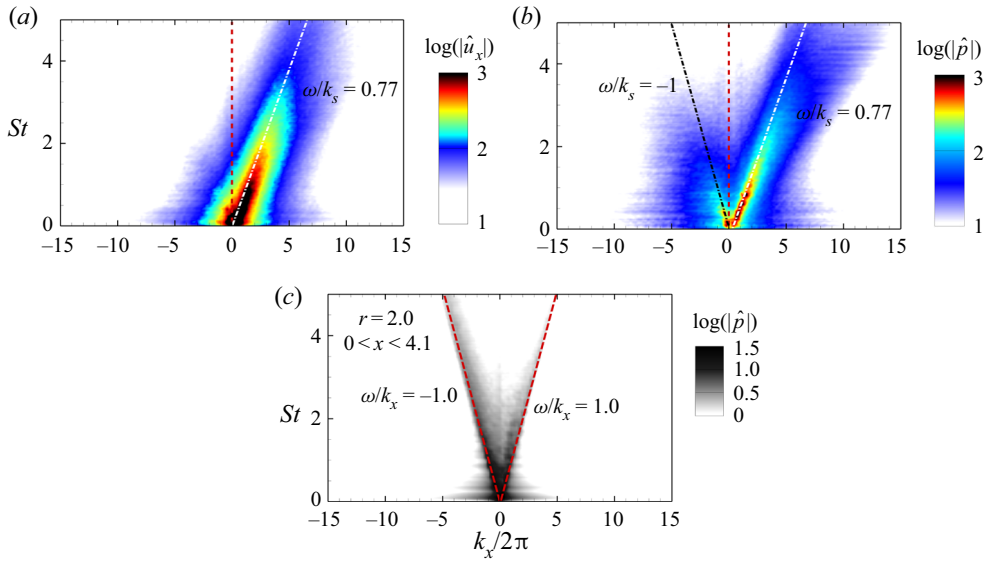 (a)
(b)
log(|û_x|)
log(|p̂|)
ω/k_s = 0.77
ω/k_s = −1
ω/k_s = 0.77
St
4
2
0
4
3
2
1
0
3
2
1
3
2
1
−15 −10 −5 0 5 10 15
−15 −10 −5 0 5 10 15
(c)
r = 2.0
0 < x < 4.1
log(|p̂|)
1.5
1.0
0.5
0
ω/k_x = −1.0
ω/k_x = 1.0
St
4
2
0
−15 −10 −5 0 5 10 15
k_x/2π